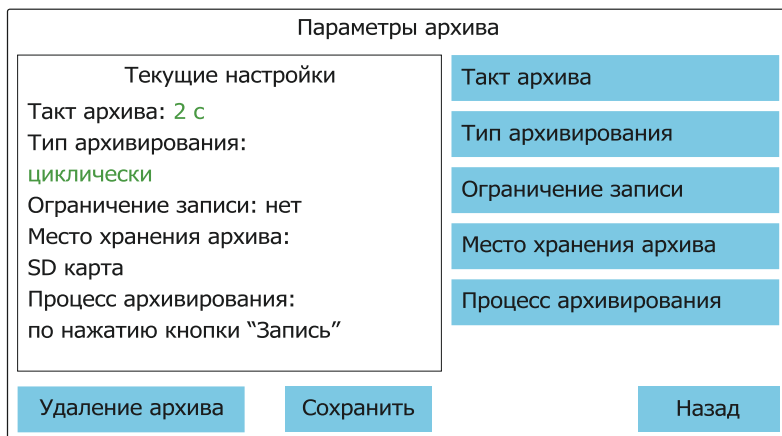 Параметры архива
Текущие настройки
Такт архива: 2 с
Тип архивирования:
циклически
Ограничение записи: нет
Место хранения архива:
SD карта
Процесс архивирования:
по нажатию кнопки “Запись”
Такт архива
Тип архивирования
Ограничение записи
Место хранения архива
Процесс архивирования
Удаление архива
Сохранить
Назад